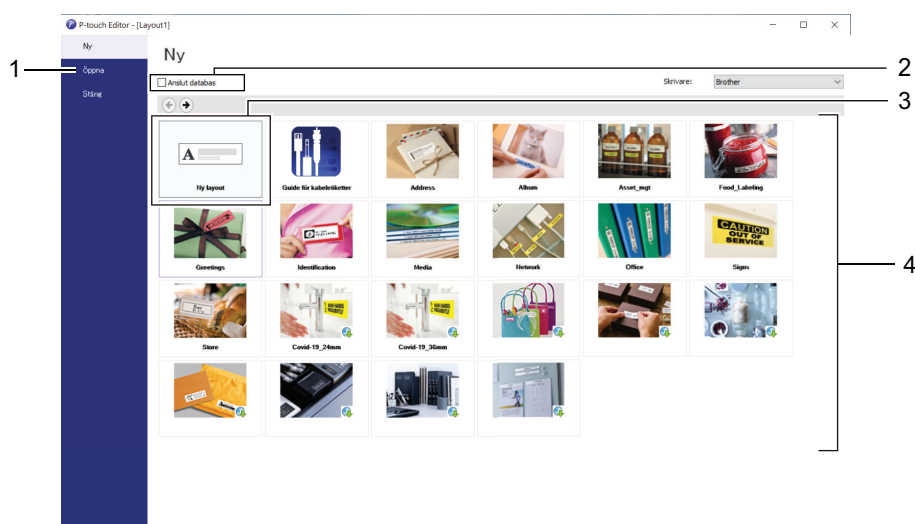 P-touch Editor - [Layout1]
Ny
Öppna
Stäng
Ny
Anslut databas
Skrivare:
Brother
1
2
3
4
A
Ny layout
Guide för kabeletiketter
Address
Album
Asset_mgt
Food_Labeling
Greetings
Identification
Media
Network
Office
CAUTION
OUT OF
SERVICE
Signs
Store
Covid-19_24mm
Covid-19_36mm